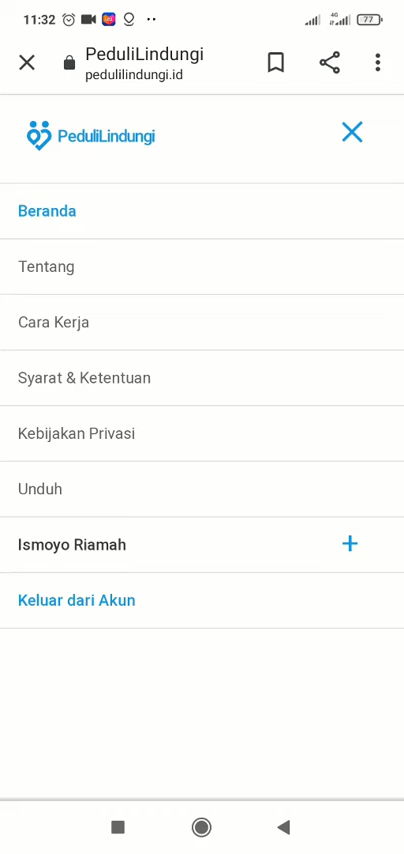 11:32
4G
77
PeduliLindungi
pedulilindungi.id
PeduliLindungi
Beranda
Tentang
Cara Kerja
Syarat & Ketentuan
Kebijakan Privasi
Unduh
Ismoyo Riamah
Keluar dari Akun